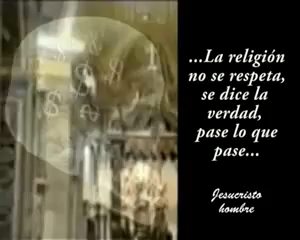 ...La religión
no se respeta,
se dice la
verdad,
pase lo que
pase...
Jesucristo
hombre